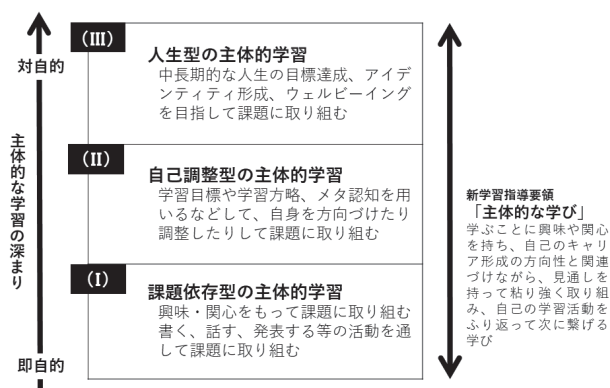 対自的
主体的な学習の深まり
即自的
(III)
人生型の主体的学習
中長期的な人生の目標達成、アイデ
ンティティ形成、ウェルビーイング
を目指して課題に取り組む
(II)
自己調整型の主体的学習
学習目標や学習方略、メタ認知を用
いるなどして、自身を方向づけたり
調整したりして課題に取り組む
(I)
課題依存型の主体的学習
興味・関心をもって課題に取り組む
書く、話す、発表する等の活動を通
して課題に取り組む
新学習指導要領
「主体的な学び」
学ぶことに興味や関心
を持ち、自己のキャリ
ア形成の方向性と関連
づけながら、見通しを
持って粘り強く取り組
み、自己の学習活動を
ふり返って次に繋げる
学び